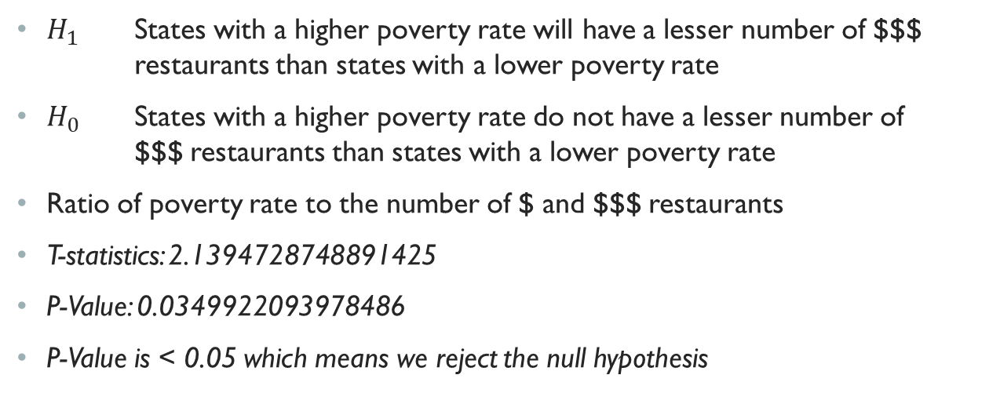 • H₁ States with a higher poverty rate will have a lesser number of $$$
restaurants than states with a lower poverty rate
• H₀ States with a higher poverty rate do not have a lesser number of
$$$ restaurants than states with a lower poverty rate
• Ratio of poverty rate to the number of $ and $$$ restaurants
• T-statistics: 2.1394728748891425
• P-Value: 0.0349922093978486
• P-Value is < 0.05 which means we reject the null hypothesis